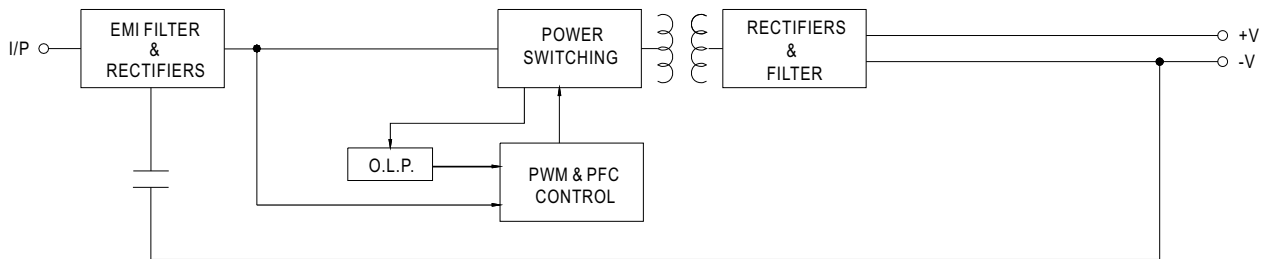 I/P
EMI FILTER
&
RECTIFIERS
POWER
SWITCHING
RECTIFIERS
&
FILTER
+V
-V
O.L.P.
PWM & PFC
CONTROL